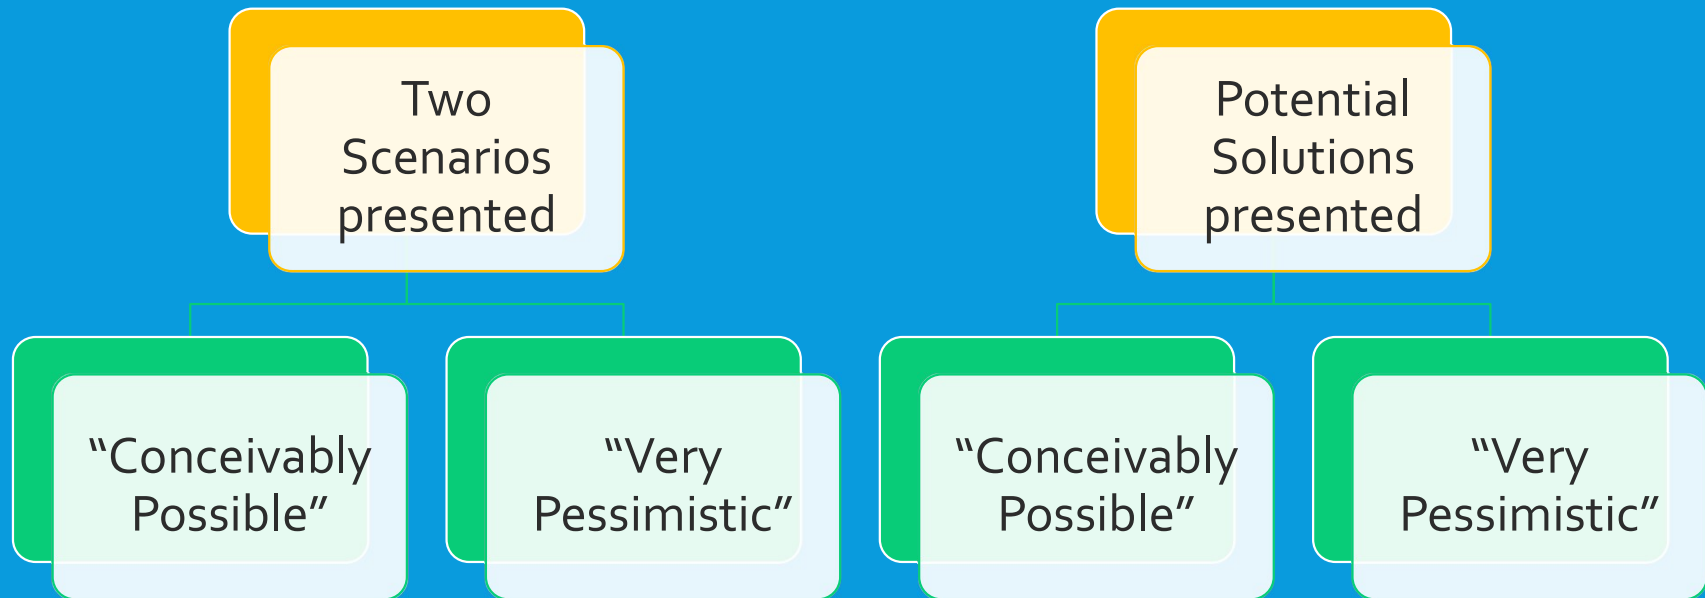 Two
Scenarios
presented
Potential
Solutions
presented
“Conceivably
Possible”
“Very
Pessimistic”
“Conceivably
Possible”
“Very
Pessimistic”